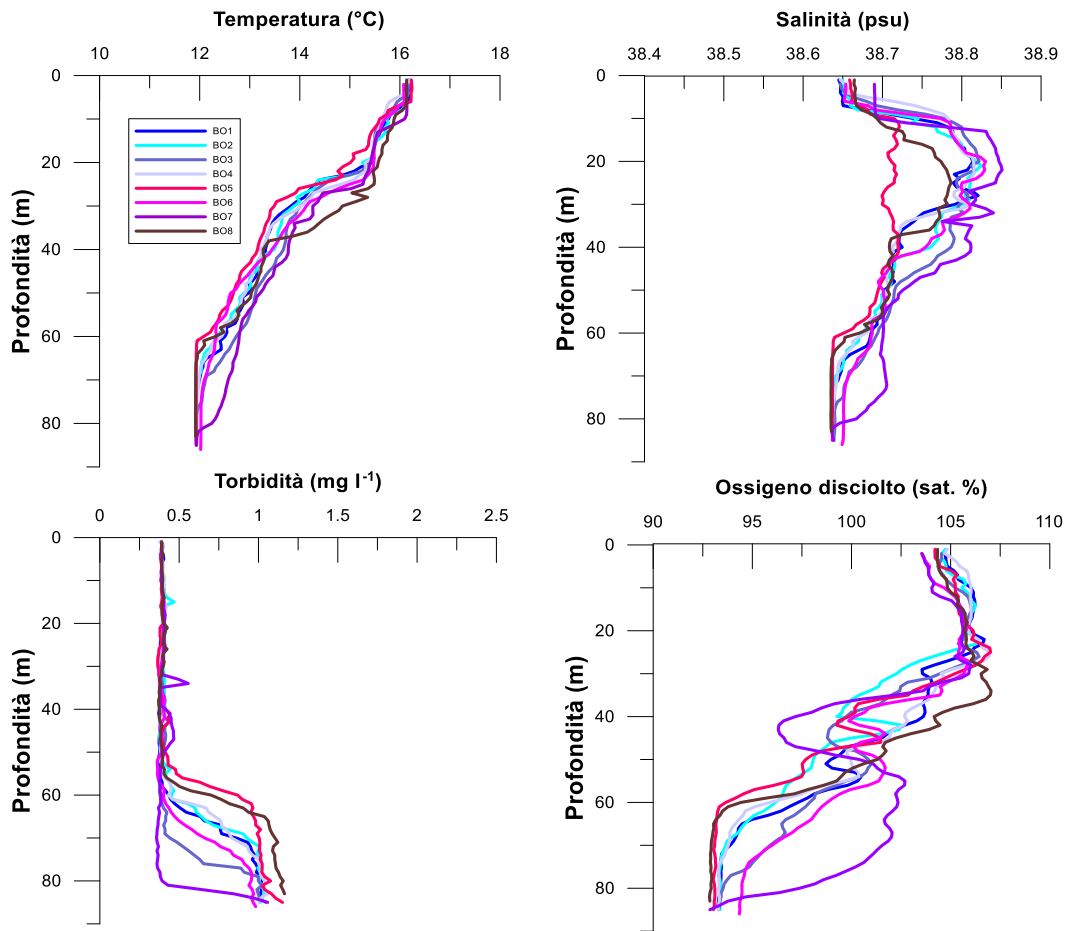 Temperatura (°C)
10 12 14 16 18
0
20
40
60
80
Profondità (m)
BO1
BO2
BO3
BO4
BO5
BO6
BO7
BO8
Salinità (psu)
38.4 38.5 38.6 38.7 38.8 38.9
0
20
40
60
80
Profondità (m)
Torbidità (mg l-1)
0 0.5 1 1.5 2 2.5
0
20
40
60
80
Profondità (m)
Ossigeno disciolto (sat. %)
90 95 100 105 110
0
20
40
60
80
Profondità (m)